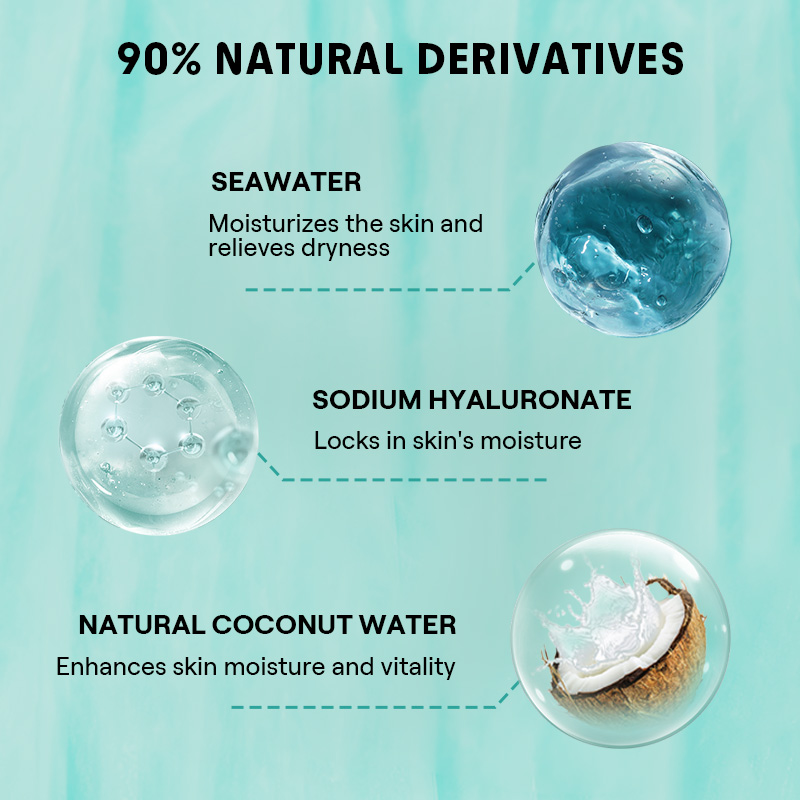 90% NATURAL DERIVATIVES
SEAWATER
Moisturizes the skin and
relieves dryness
SODIUM HYALURONATE
Locks in skin's moisture
NATURAL COCONUT WATER
Enhances skin moisture and vitality